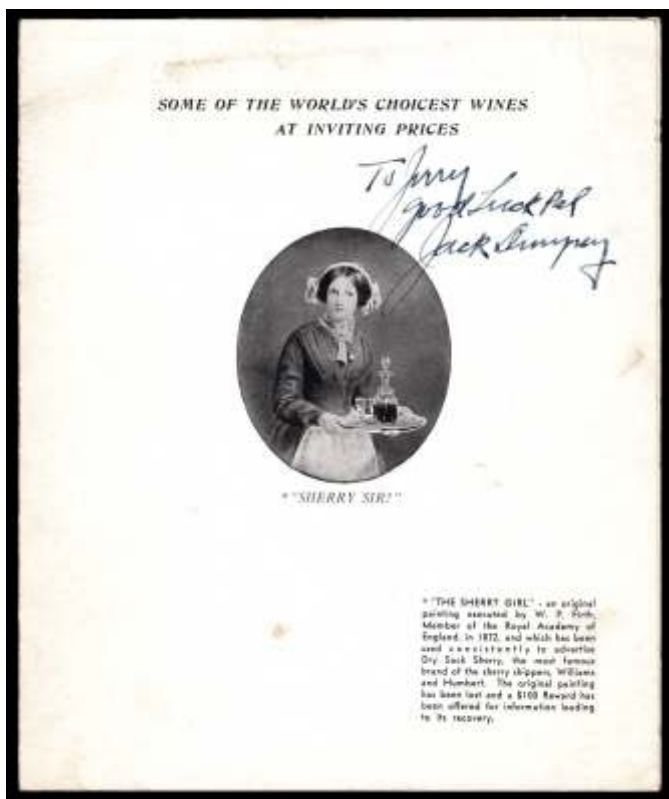 SOME OF THE WORLD'S CHOICEST WINES
AT INVITING PRICES
To Jerry
good Luck Pal
Jack Dempsey
* "SHERRY SIR?"
* "THE SHERRY GIRL" - an original
painting executed by W. P. Frith,
Member of the Royal Academy of
England, in 1872, and which has been
used consistently to advertise
Dry Sack Sherry, the most famous
brand of the sherry shippers, Williams
and Humbert. The original painting
has been lost and a $100 Reward has
been offered for information leading
to its recovery.